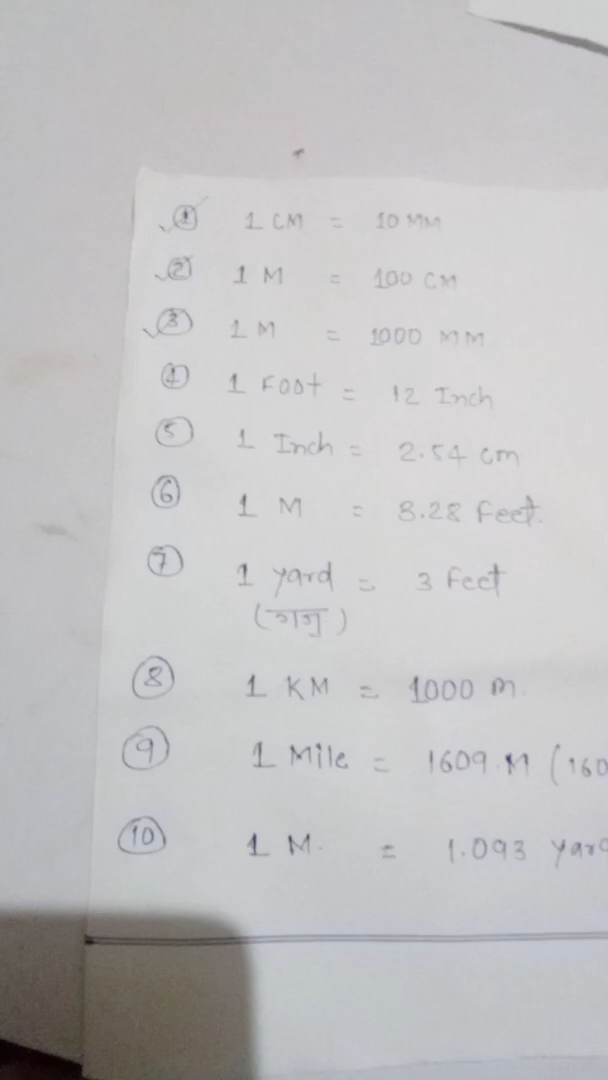 ① 1 CM = 10 MM
② 1 M = 100 CM
③ 1 M = 1000 MM
④ 1 Foot = 12 Inch
⑤ 1 Inch = 2.54 cm
⑥ 1 M = 3.28 Feet.
⑦ 1 yard = 3 Feet
(गज)
⑧ 1 KM = 1000 m.
⑨ 1 Mile = 1609 M (160
⑩ 1 M. = 1.093 yard